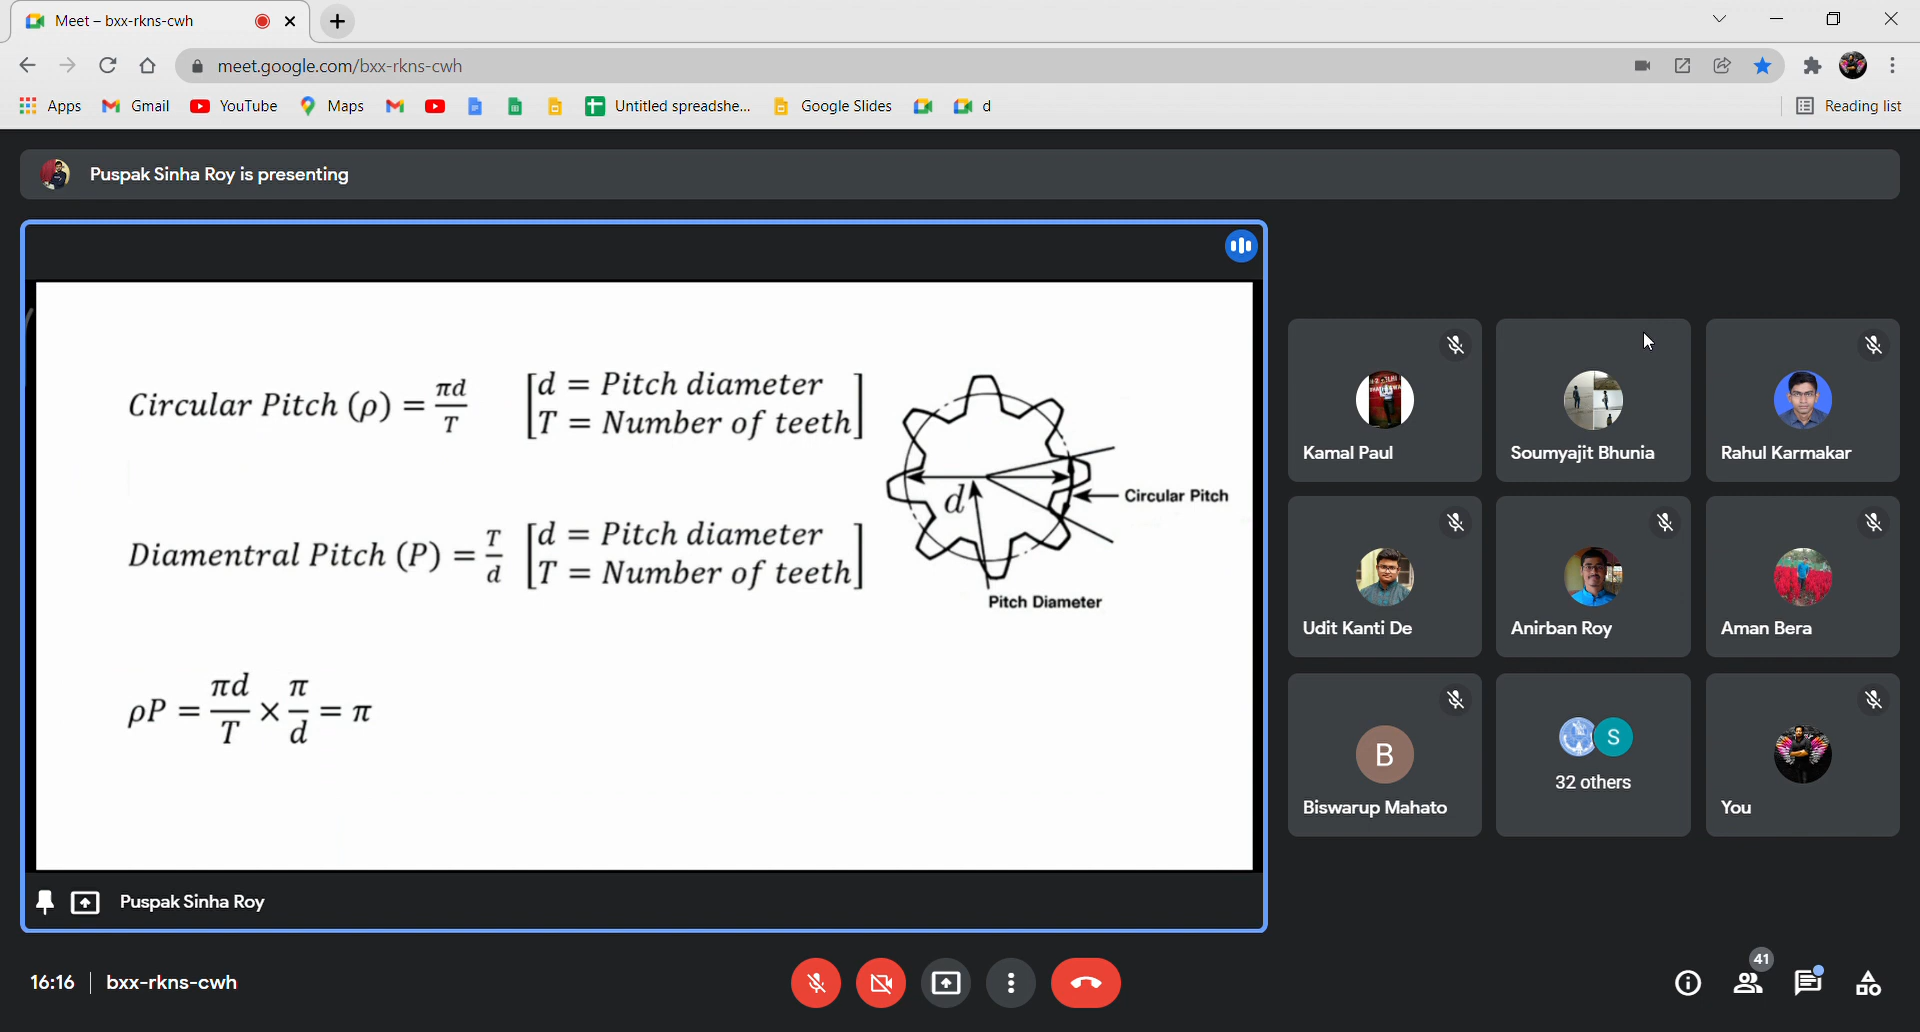 Meet – bxx-rkns-cwh
meet.google.com/bxx-rkns-cwh
Apps Gmail YouTube Maps Untitled spreadshe... Google Slides d Reading list
Puspak Sinha Roy is presenting
Circular Pitch (ρ) = πd/T [d = Pitch diameter
T = Number of teeth]
d
Circular Pitch
Diamentral Pitch (P) = T/d [d = Pitch diameter
T = Number of teeth]
Pitch Diameter
ρP = πd/T × π/d = π
Puspak Sinha Roy
Kamal Paul
Soumyajit Bhunia
Rahul Karmakar
Udit Kanti De
Anirban Roy
Aman Bera
B
Biswarup Mahato
S
32 others
You
16:16 | bxx-rkns-cwh
41